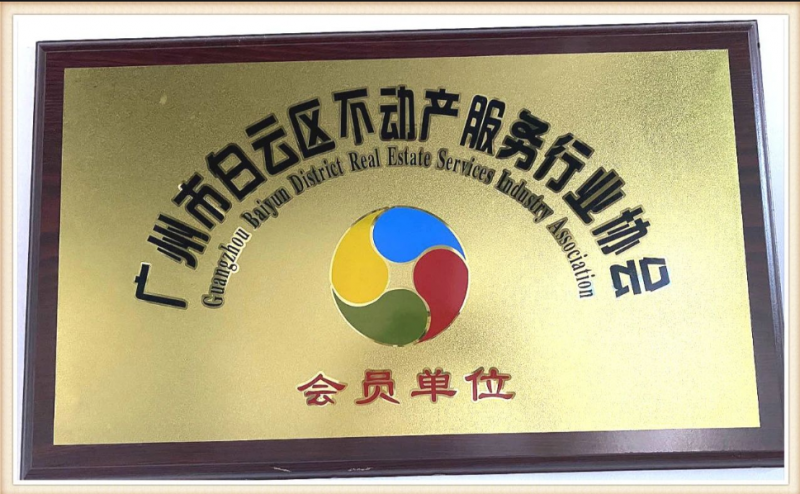 广州市白云区不动产服务行业协会
Guangzhou Baiyun District Real Estate Services Industry Association
会员单位